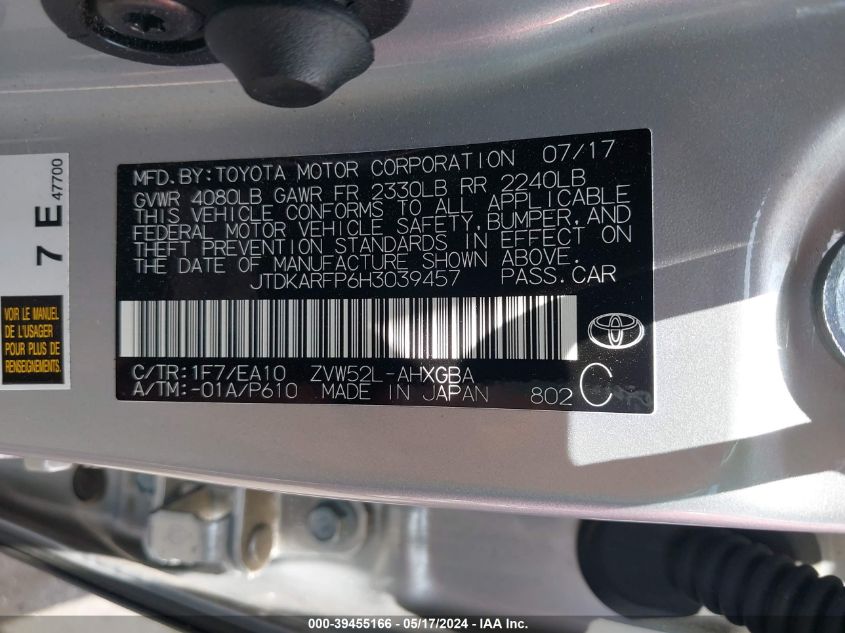 MFD.BY:TOYOTA MOTOR CORPORATION 07/17
GVWR 4080LB GAWR FR 2330LB RR 2240LB
THIS VEHICLE CONFORMS TO ALL APPLICABLE
FEDERAL MOTOR VEHICLE SAFETY,BUMPER,AND
THEFT PREVENTION STANDARDS IN EFFECT ON
THE DATE OF MANUFACTURE SHOWN ABOVE.
JTDKARFP6H3039457 PASS.CAR
C/TR:1F7/EA10 ZVW52L-AHXGBA
A/TM:-01A/P610 MADE IN JAPAN 802 C
7 E 47700
VOIR LE MANUEL
DE L'USAGER
POUR PLUS DE
RENSEIGNEMENTS.
000-39455166 - 05/17/2024 - IAA Inc.